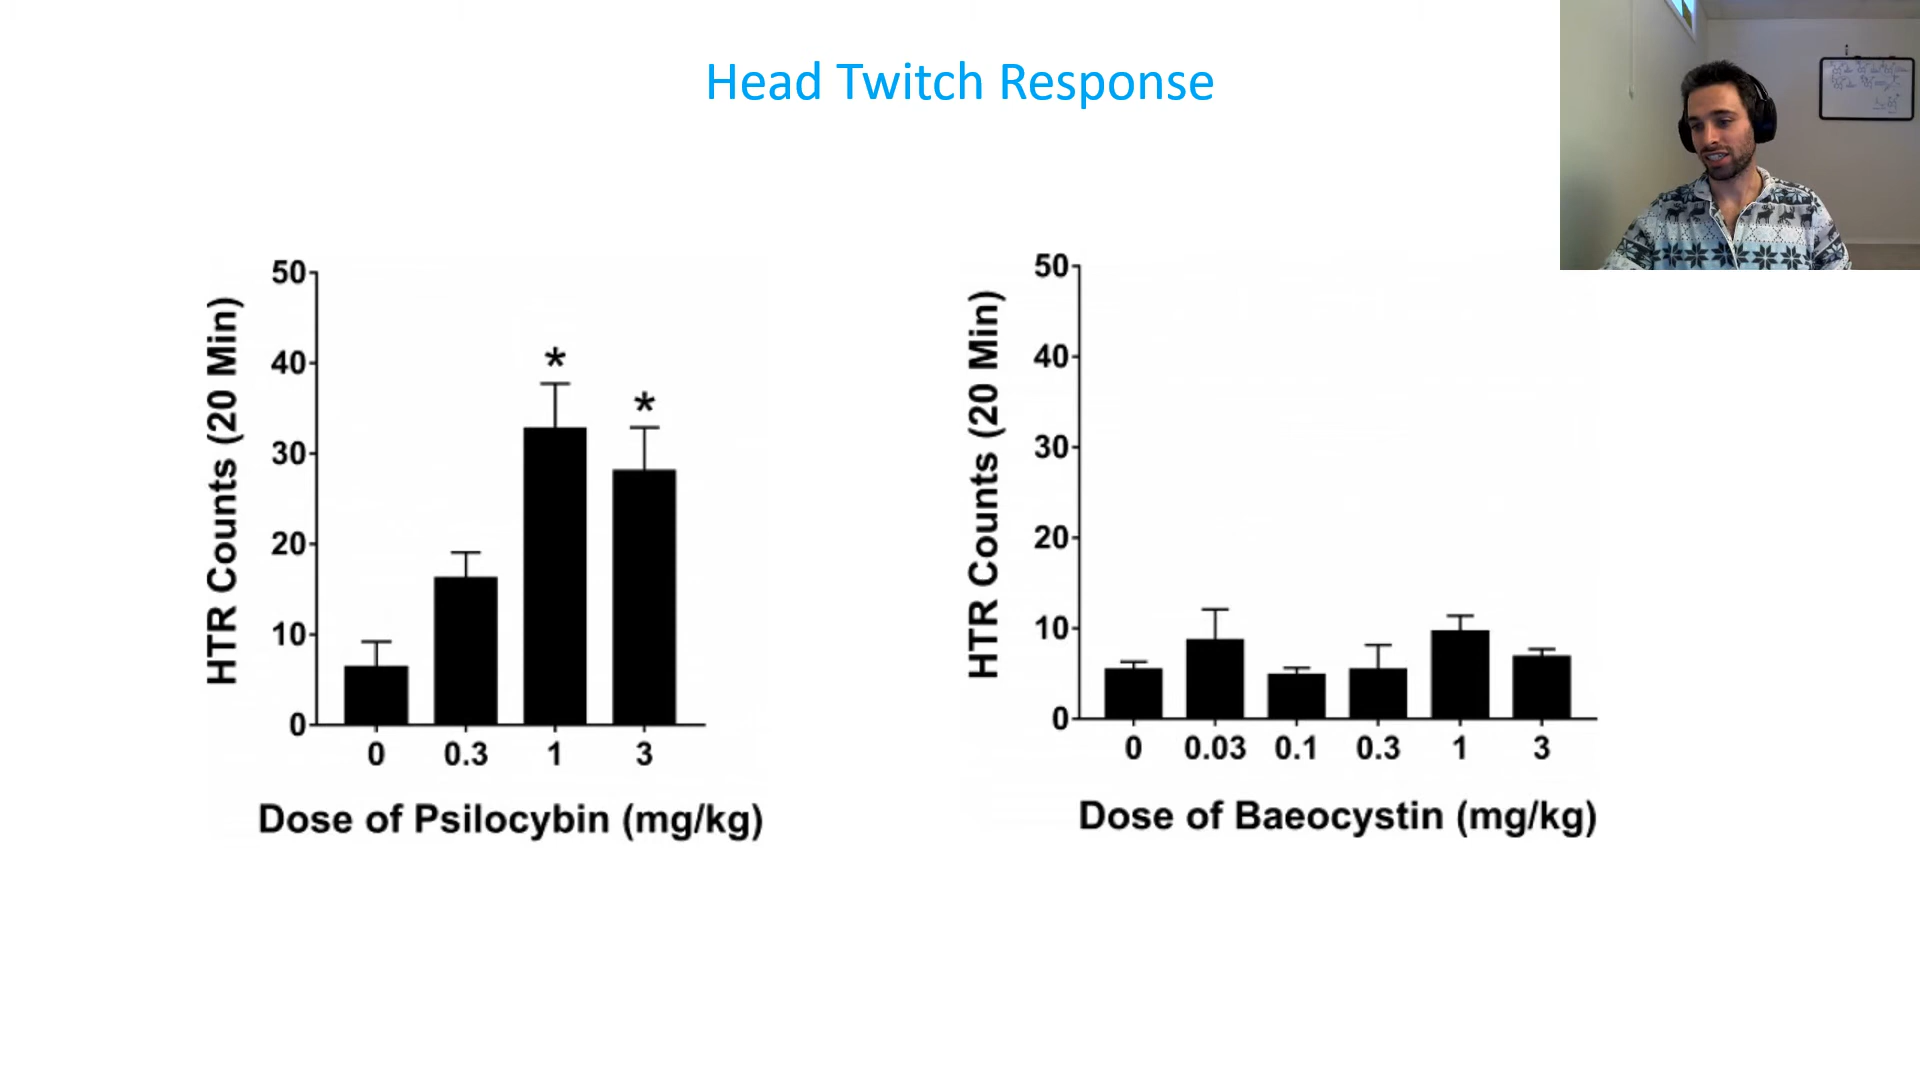 Head Twitch Response
HTR Counts (20 Min)
50
40
30
20
10
0
*
*
0 0.3 1 3
Dose of Psilocybin (mg/kg)
HTR Counts (20 Min)
50
40
30
20
10
0
0 0.03 0.1 0.3 1 3
Dose of Baeocystin (mg/kg)